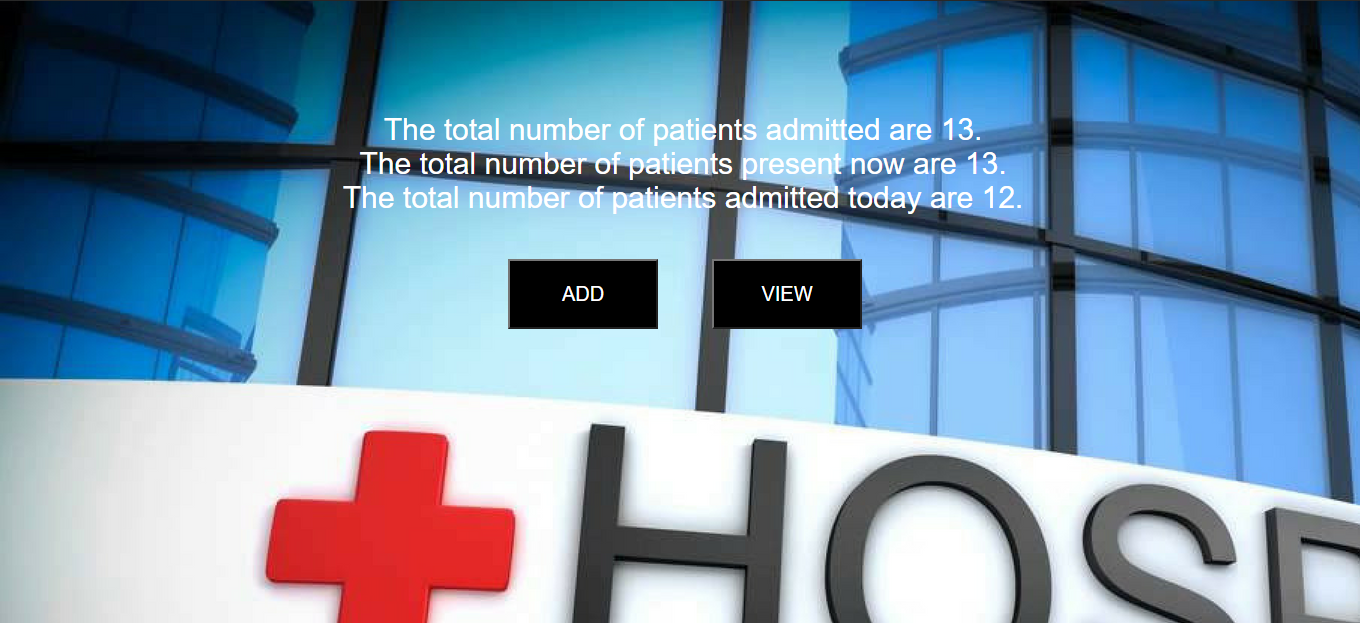 The total number of patients admitted are 13.
The total number of patients present now are 13.
The total number of patients admitted today are 12.
ADD VIEW
HOSP